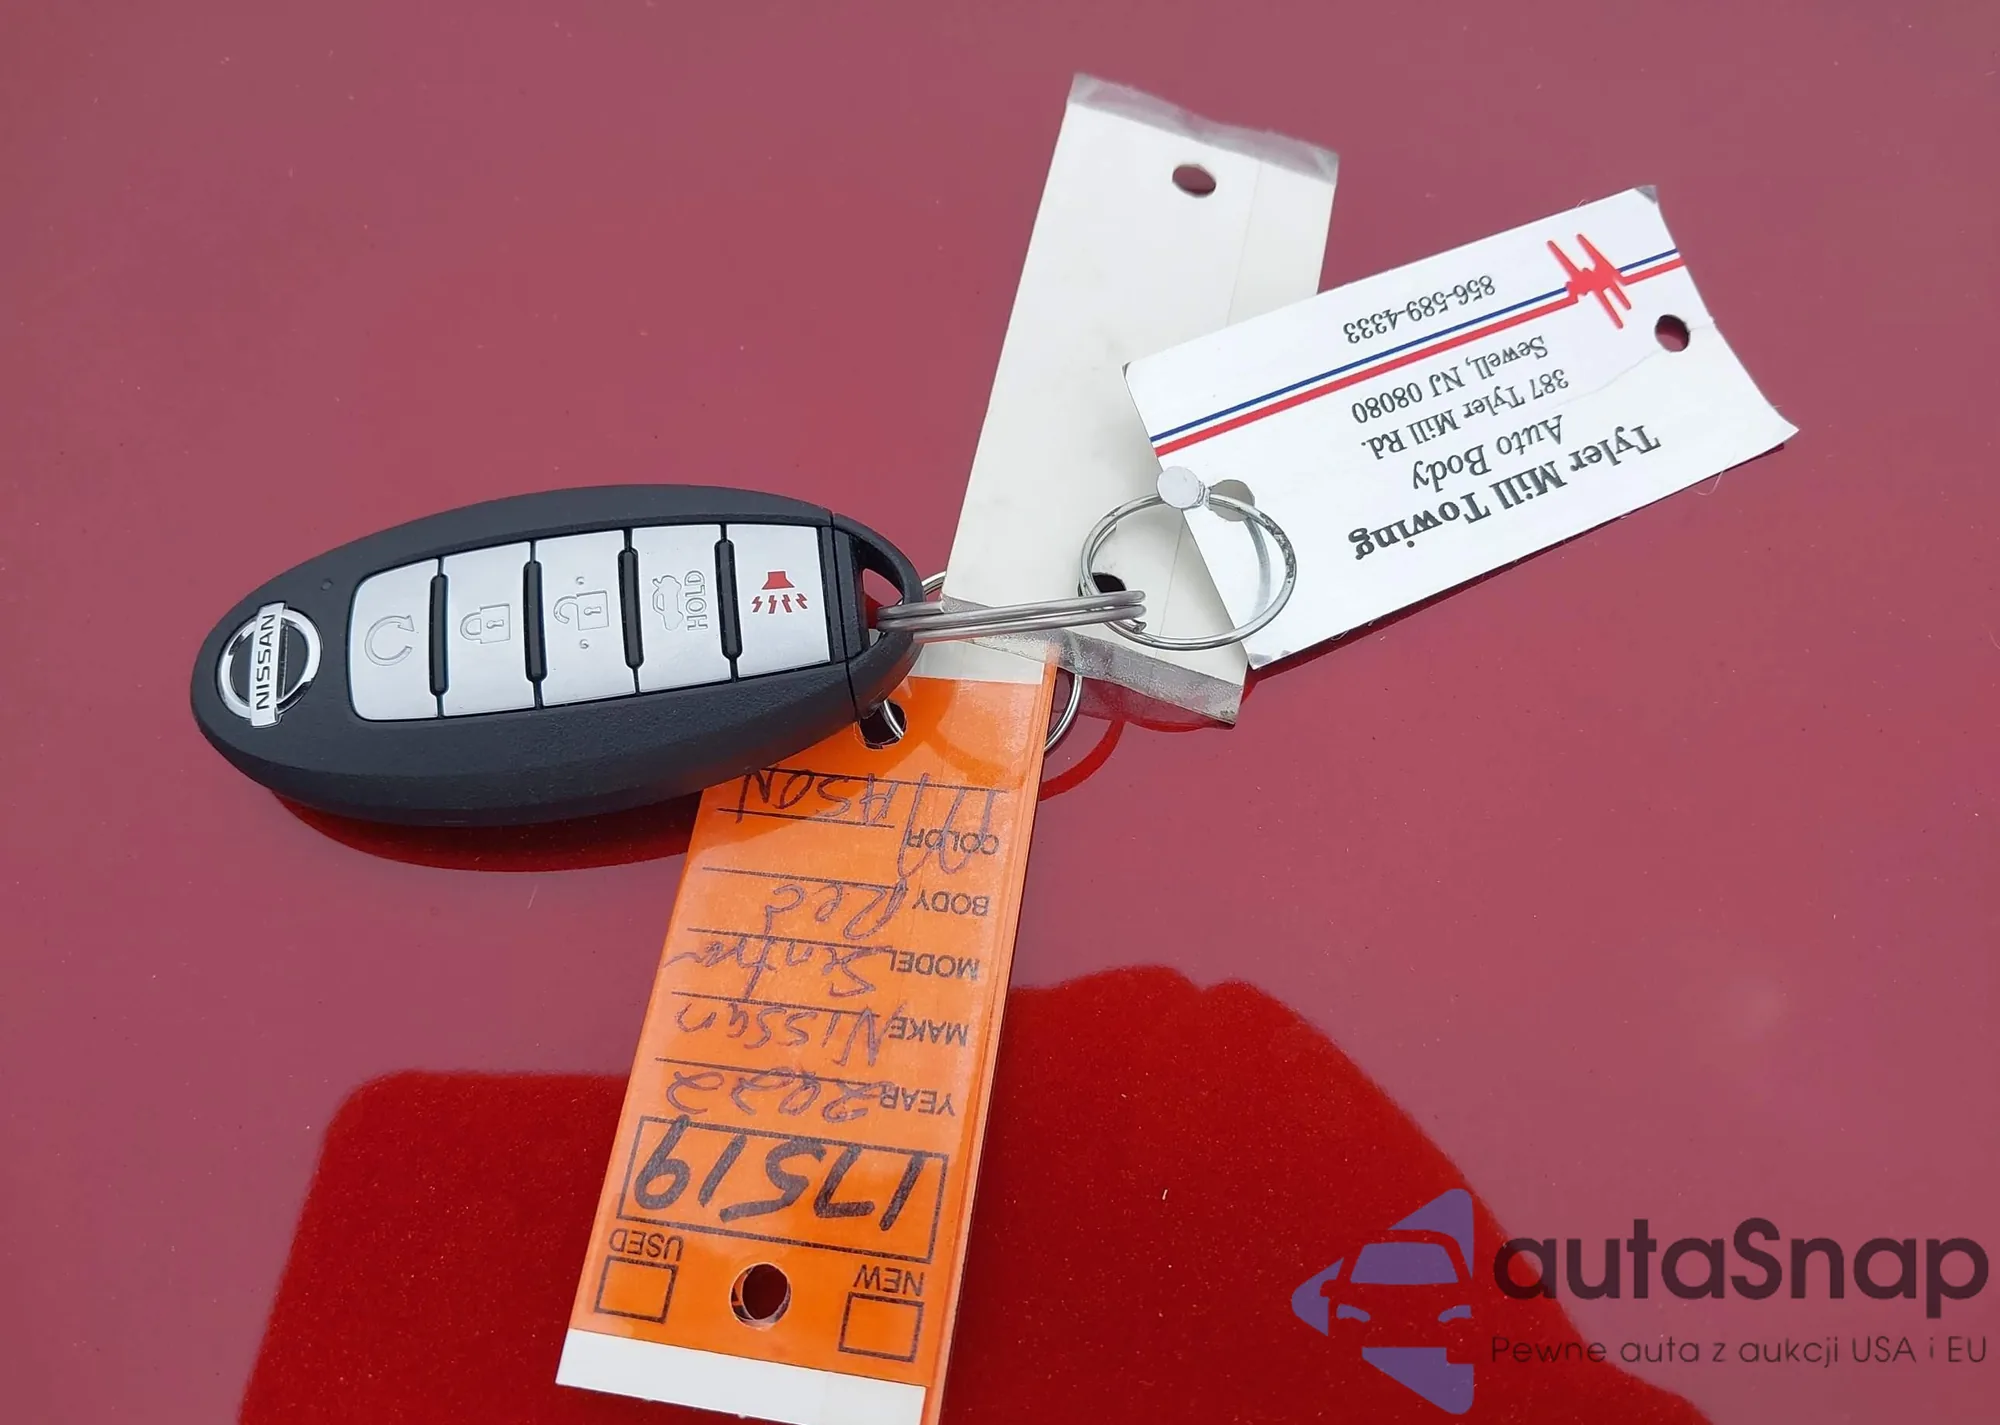 NISSAN
HOLD
Tyler Mill Towing
Auto Body
387 Tyler Mill Rd.
Sewell, NJ 08080
856-589-4333
NEW
USED
17519
YEAR 2022
MAKE Nissan
MODEL Sentra
BODY Red
COLOR
autaSnap
Pewne auta z aukcji USA i EU